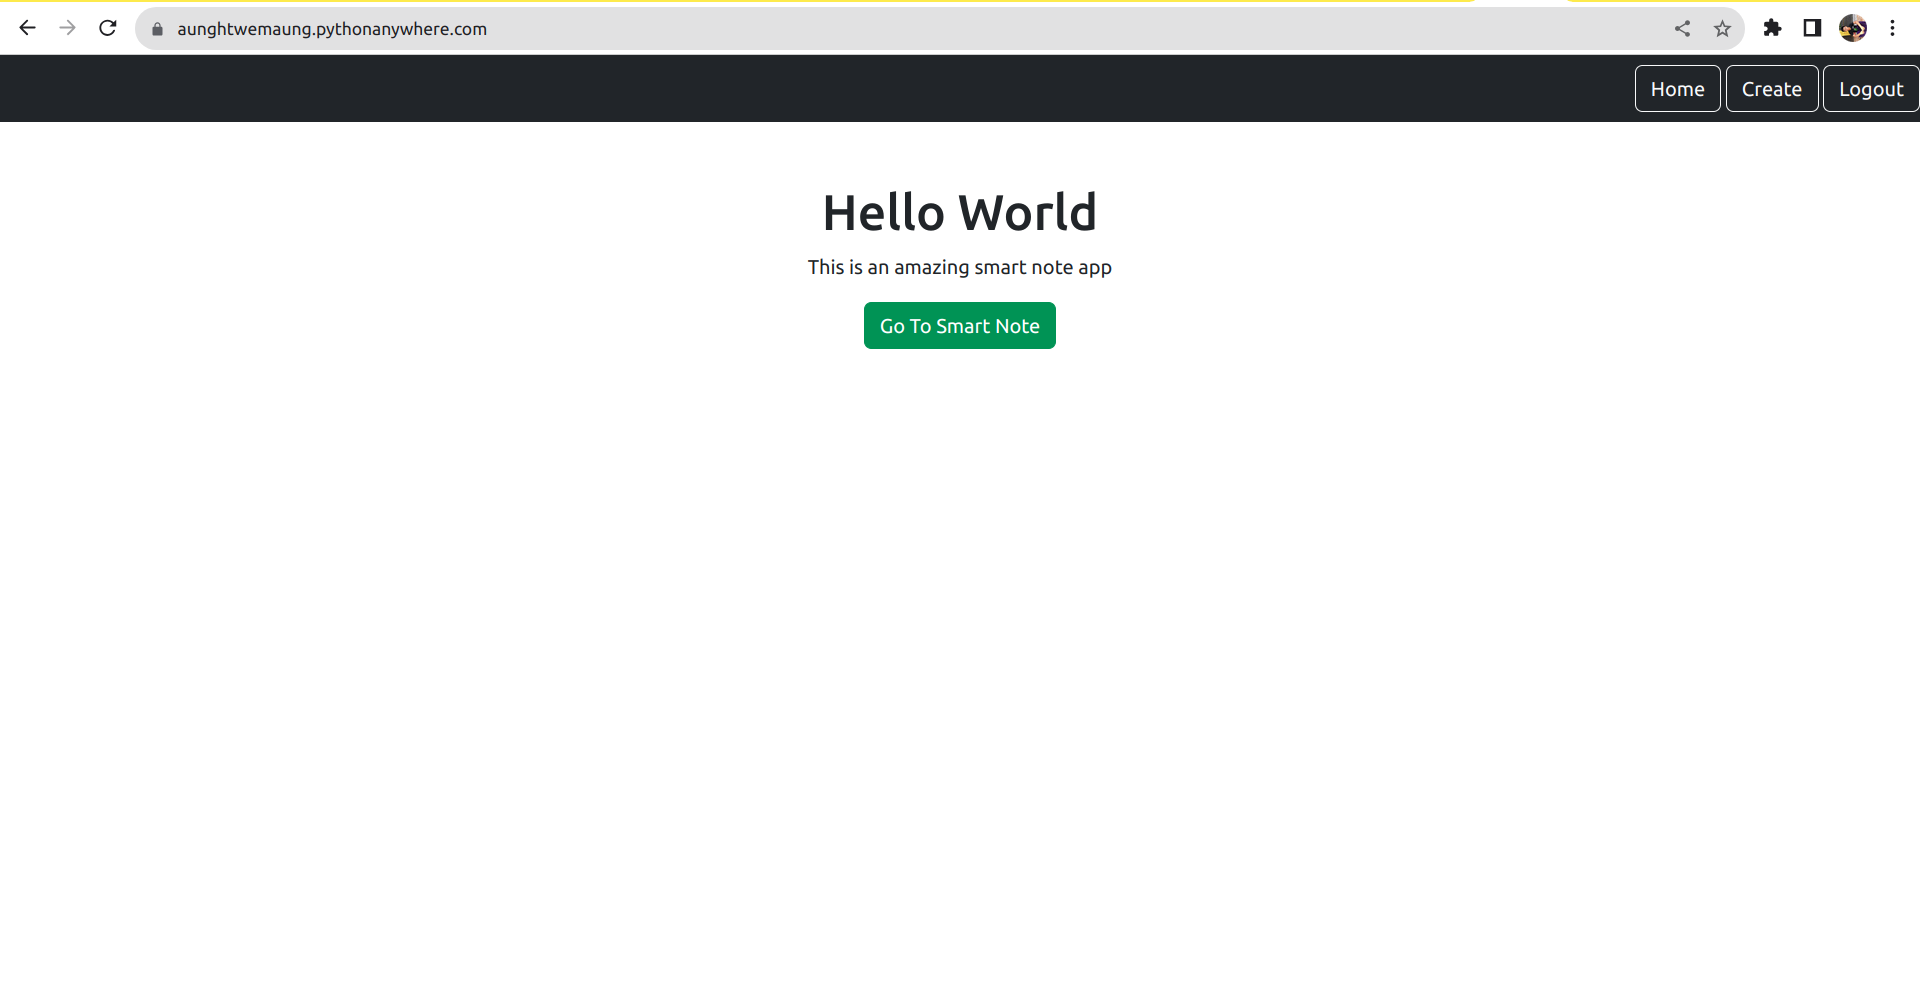 aunghtwemaung.pythonanywhere.com
Home Create Logout
Hello World
This is an amazing smart note app
Go To Smart Note